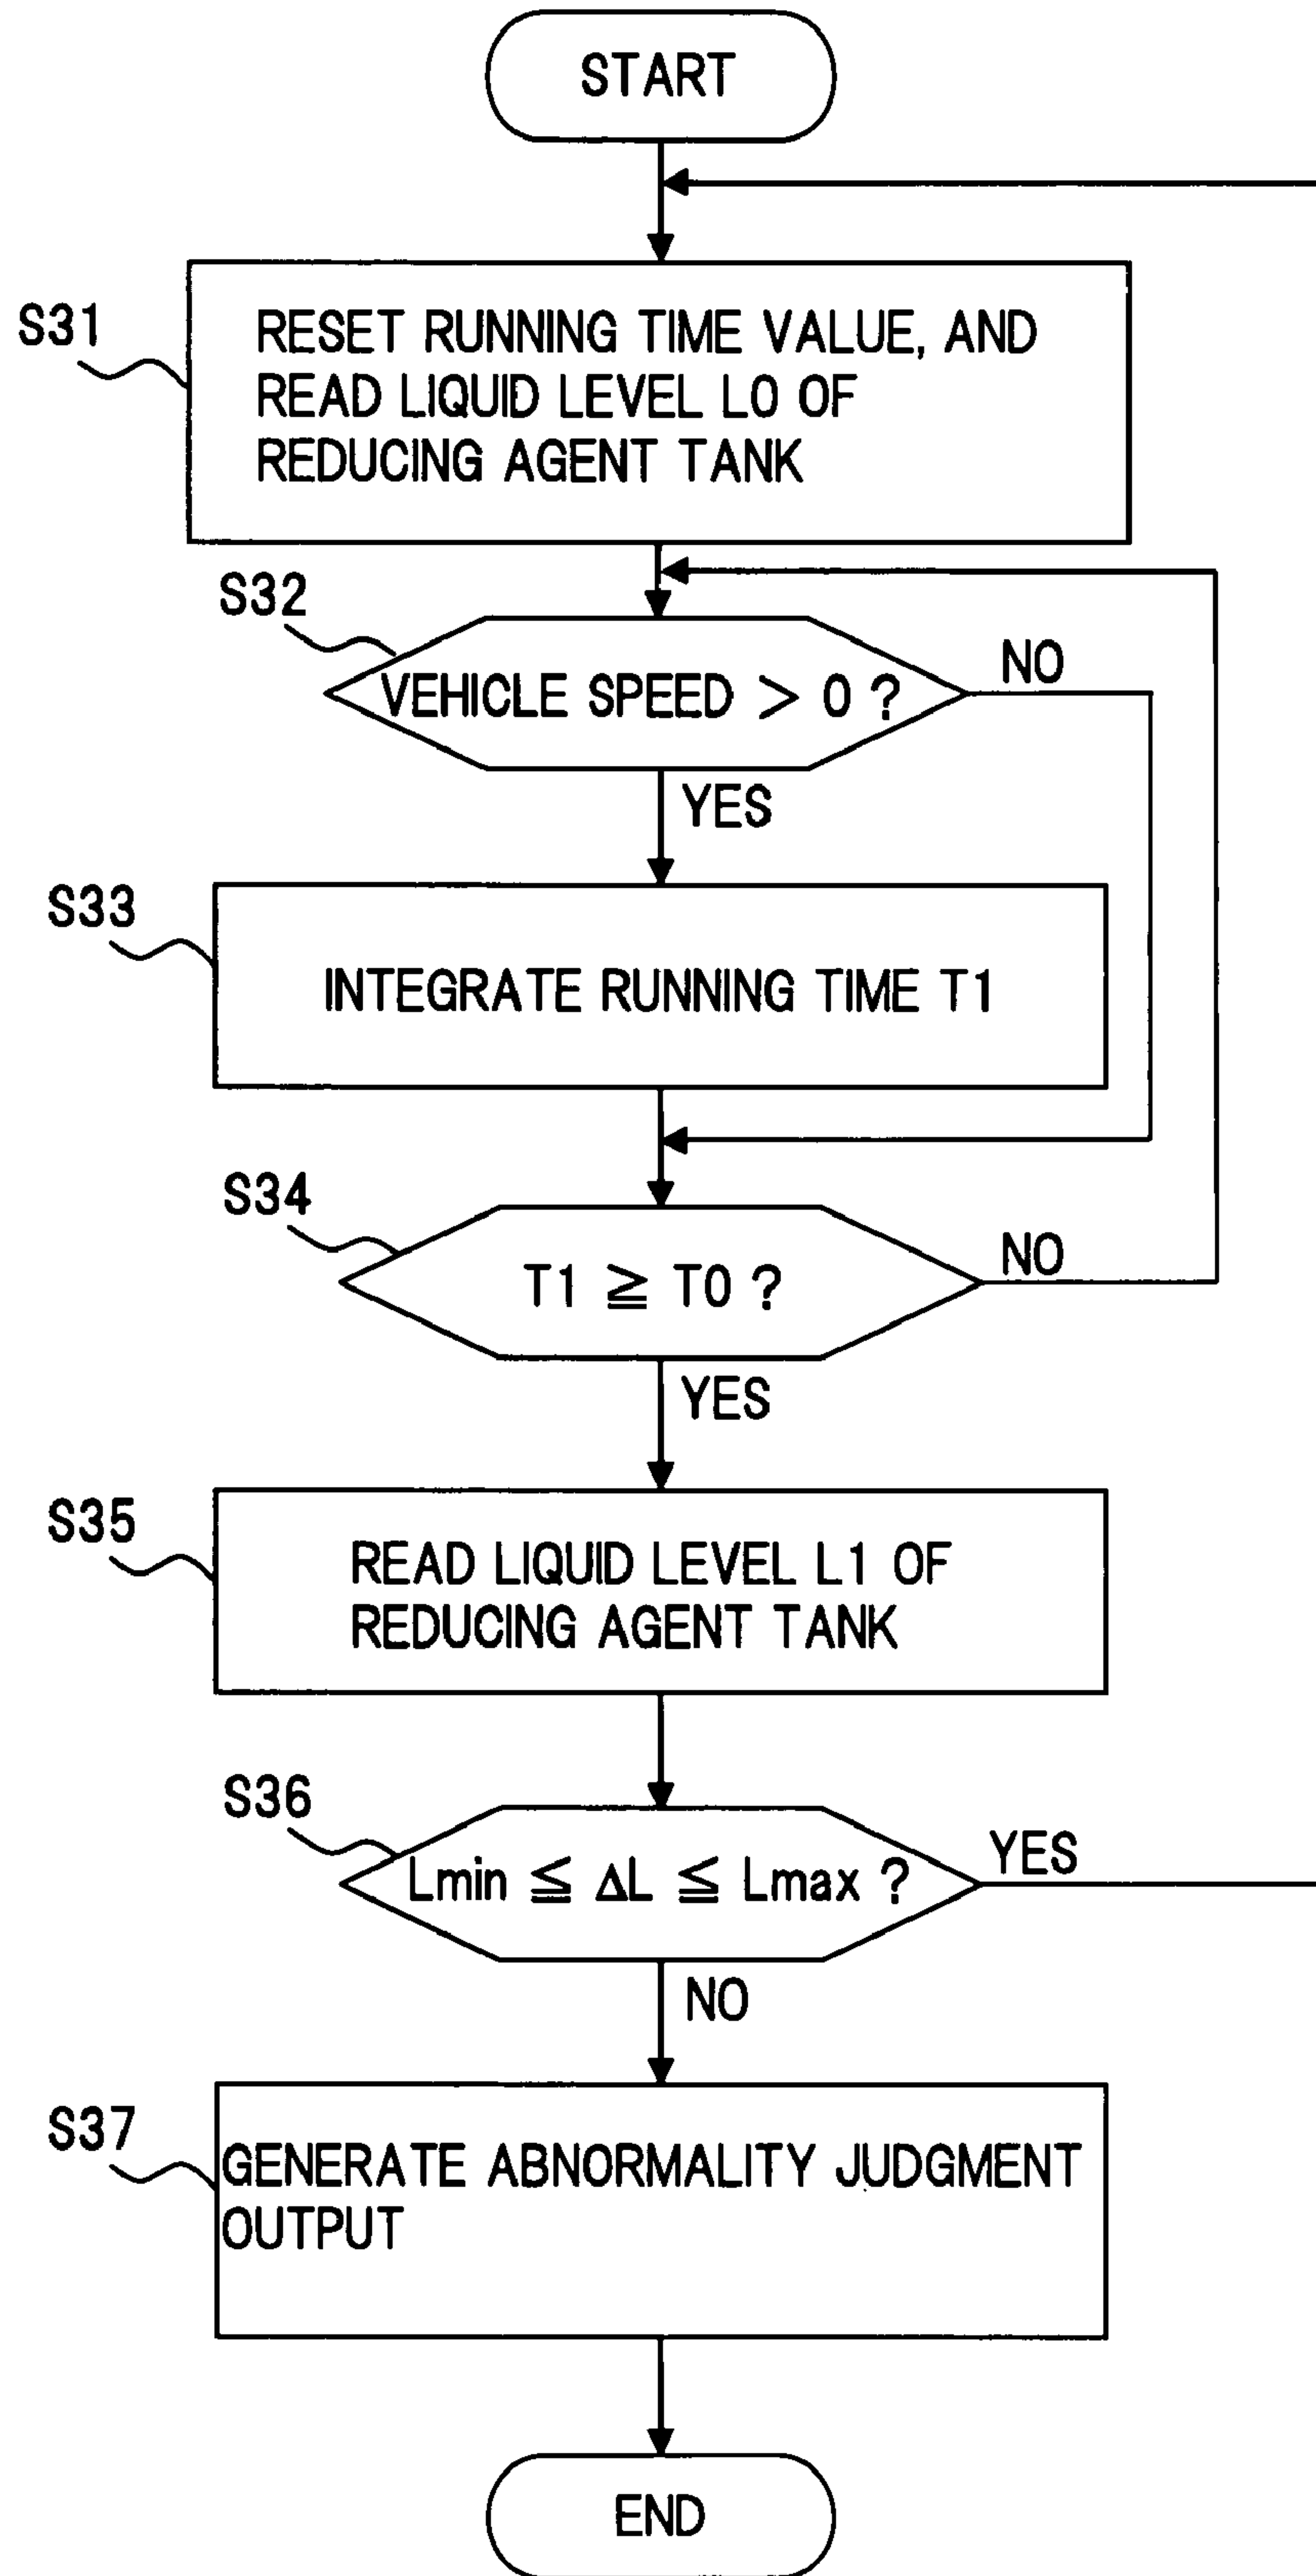 START
S31
RESET RUNNING TIME VALUE, AND
READ LIQUID LEVEL L0 OF
REDUCING AGENT TANK
S32
VEHICLE SPEED > 0 ?
NO
YES
S33
INTEGRATE RUNNING TIME T1
S34
T1 ≧ T0 ?
NO
YES
S35
READ LIQUID LEVEL L1 OF
REDUCING AGENT TANK
S36
Lmin ≦ ΔL ≦ Lmax ?
YES
NO
S37
GENERATE ABNORMALITY JUDGMENT
OUTPUT
END